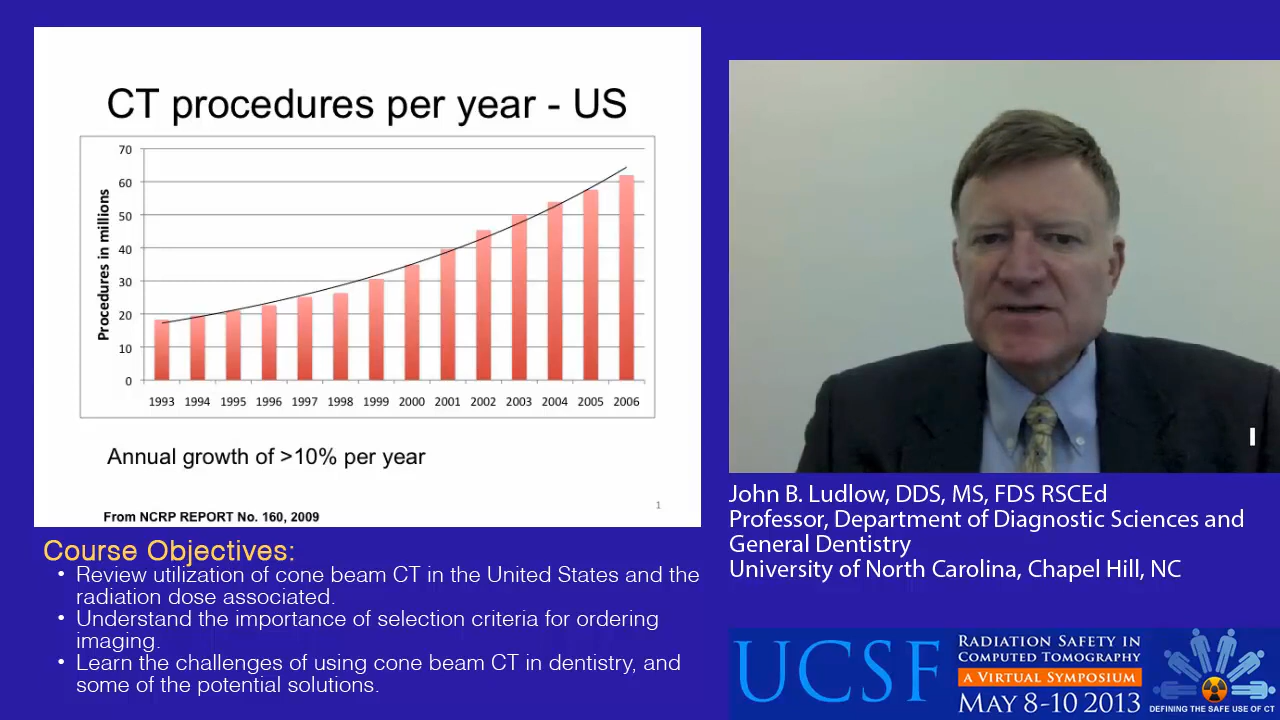 CT procedures per year - US
Procedures in millions
70
60
50
40
30
20
10
0
1993 1994 1995 1996 1997 1998 1999 2000 2001 2002 2003 2004 2005 2006
Annual growth of >10% per year
1
From NCRP REPORT No. 160, 2009
Course Objectives:
• Review utilization of cone beam CT in the United States and the
radiation dose associated.
• Understand the importance of selection criteria for ordering
imaging.
• Learn the challenges of using cone beam CT in dentistry, and
some of the potential solutions.
John B. Ludlow, DDS, MS, FDS RSCEd
Professor, Department of Diagnostic Sciences and
General Dentistry
University of North Carolina, Chapel Hill, NC
UCSF
RADIATION SAFETY IN
COMPUTED TOMOGRAPHY
A VIRTUAL SYMPOSIUM
MAY 8-10 2013
DEFINING THE SAFE USE OF CT